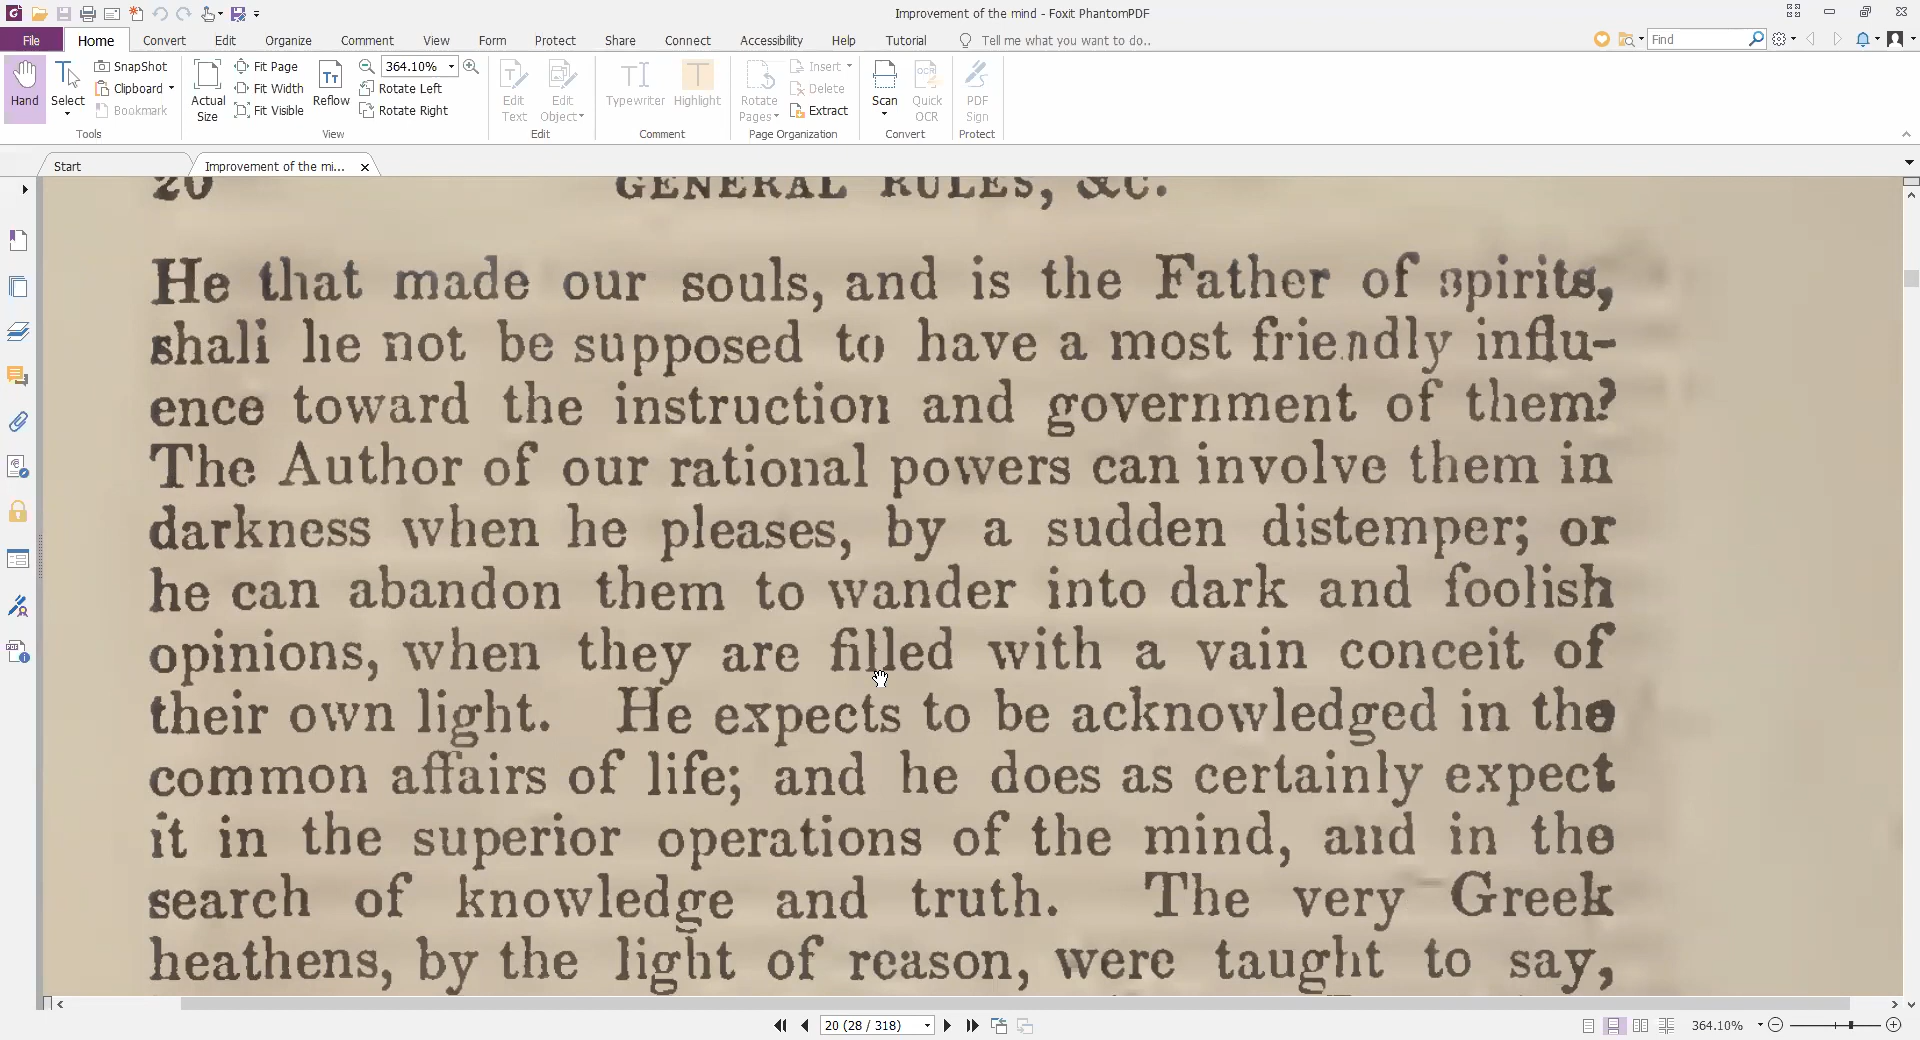 Improvement of the mind - Foxit PhantomPDF
File Home Convert Edit Organize Comment View Form Protect Share Connect Accessibility Help Tutorial Tell me what you want to do.. Find
Hand
Select
SnapShot
Clipboard
Bookmark
Tools
Actual Size
Fit Page
Fit Width
Fit Visible
Reflow
364.10%
Rotate Left
Rotate Right
View
Edit Text
Edit Object
Edit
Typewriter
Highlight
Comment
Rotate Pages
Insert
Delete
Extract
Page Organization
Scan
Quick OCR
Convert
PDF Sign
Protect
Start
Improvement of the mi...
20 GENERAL RULES, &C.
He that made our souls, and is the Father of spirits,
shall he not be supposed to have a most friendly influ-
ence toward the instruction and government of them?
The Author of our rational powers can involve them in
darkness when he pleases, by a sudden distemper; or
he can abandon them to wander into dark and foolish
opinions, when they are filled with a vain conceit of
their own light. He expects to be acknowledged in the
common affairs of life; and he does as certainly expect
it in the superior operations of the mind, and in the
search of knowledge and truth. The very Greek
heathens, by the light of reason, were taught to say,
20 (28 / 318)
364.10%